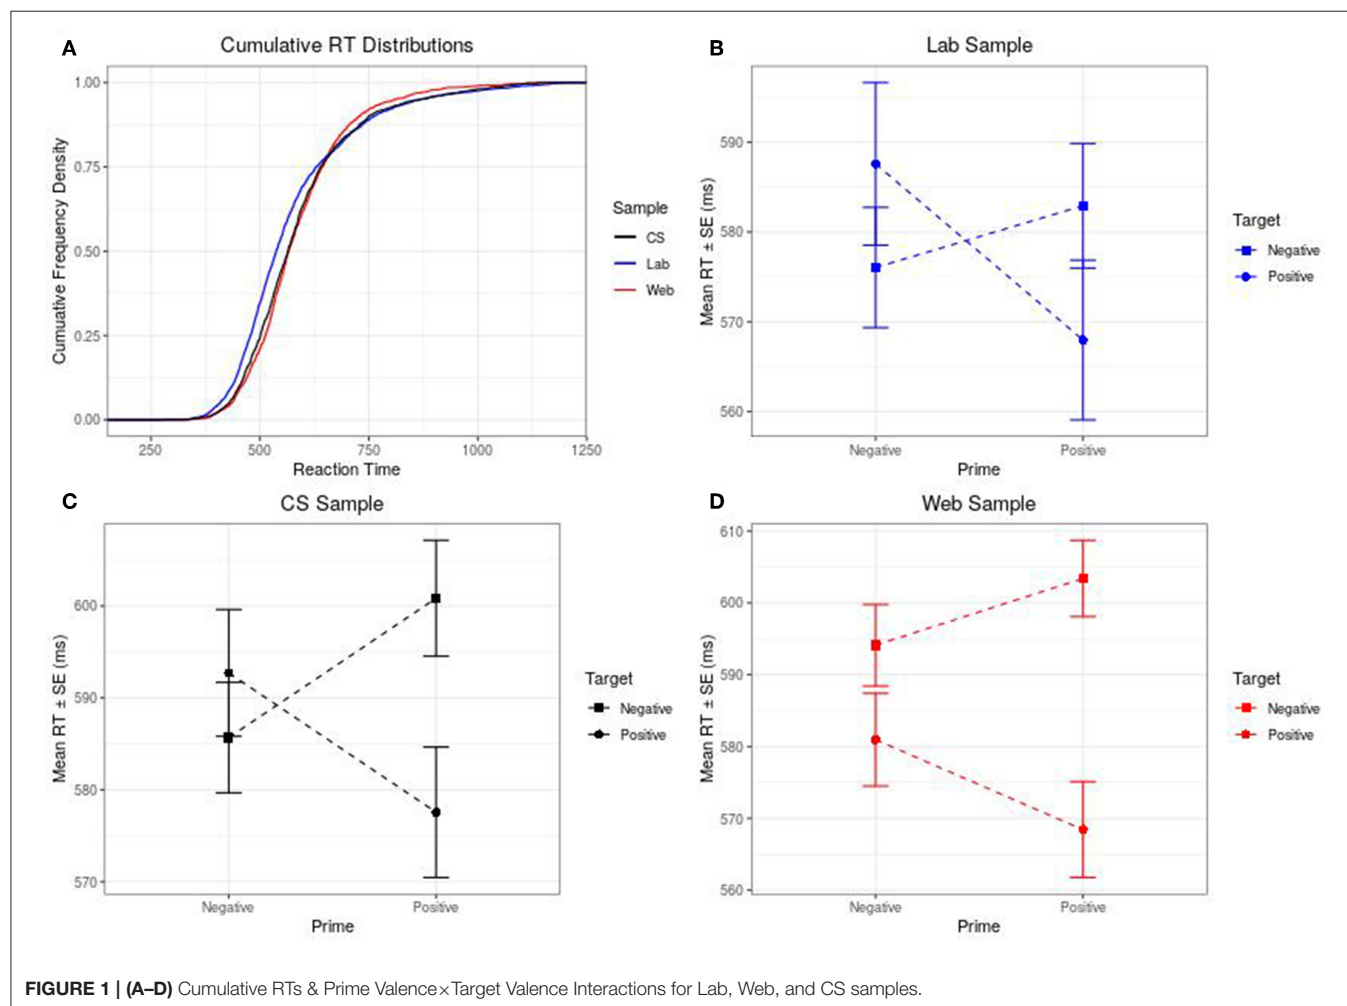 A
Cumulative RT Distributions
Cumuative Frequency Density
1.00
0.75
0.50
0.25
0.00
250 500 750 1000 1250
Reaction Time
Sample
CS
Lab
Web
B
Lab Sample
Mean RT ± SE (ms)
590
580
570
560
Negative Positive
Prime
Target
Negative
Positive
C
CS Sample
Mean RT ± SE (ms)
600
590
580
570
Negative Positive
Prime
Target
Negative
Positive
D
Web Sample
Mean RT ± SE (ms)
610
600
590
580
570
560
Negative Positive
Prime
Target
Negative
Positive
FIGURE 1 | (A–D) Cumulative RTs & Prime Valence×Target Valence Interactions for Lab, Web, and CS samples.